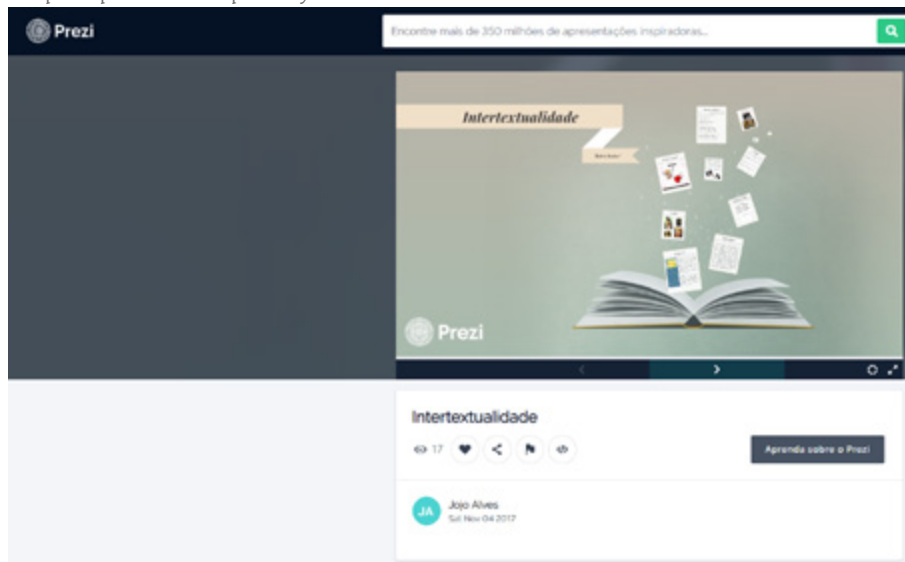 Prezi
Encontre mais de 350 milhões de apresentações inspiradoras...
Intertextualidade
Prezi
Intertextualidade
17
Aprenda sobre o Prezi
JA
Jojo Alves
Sat Nov 04 2017